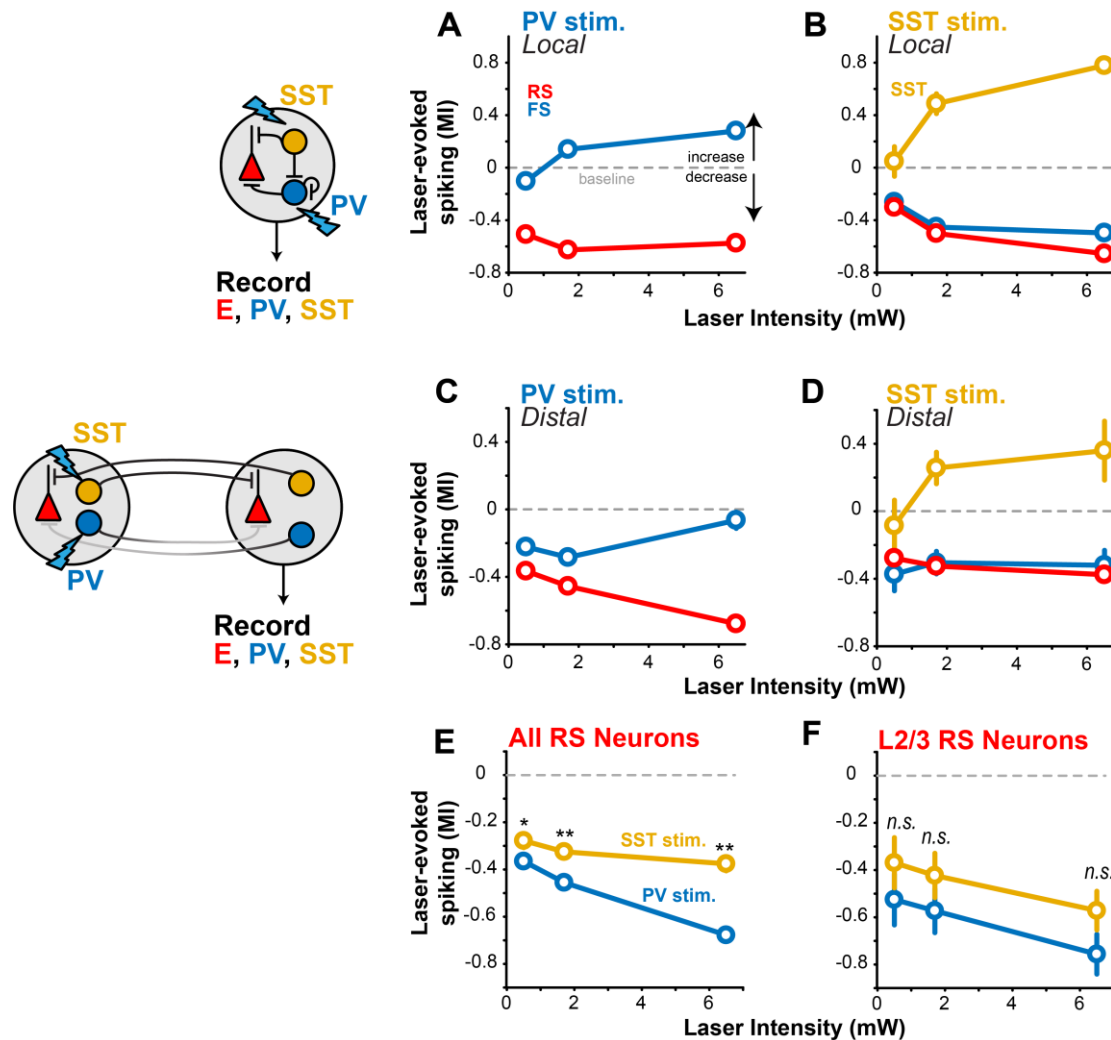 SST
PV
Record
E, PV, SST
A
PV stim.
Local
RS
FS
0.8
0.4
0
-0.4
-0.8
Laser-evoked
spiking (MI)
baseline
increase
decrease
0 2 4 6
B
SST stim.
Local
SST
0.8
0.4
0
-0.4
-0.8
0 2 4 6
Laser Intensity (mW)
SST
PV
Record
E, PV, SST
C
PV stim.
Distal
0.4
0
-0.4
-0.8
Laser-evoked
spiking (MI)
0 2 4 6
D
SST stim.
Distal
0.4
0
-0.4
-0.8
0 2 4 6
Laser Intensity (mW)
E
All RS Neurons
0
-0.2
-0.4
-0.6
-0.8
Laser-evoked
spiking (MI)
* ** **
SST stim.
PV stim.
0 2 4 6
F
L2/3 RS Neurons
0
-0.2
-0.4
-0.6
-0.8
n.s. n.s. n.s.
0 2 4 6
Laser Intensity (mW)